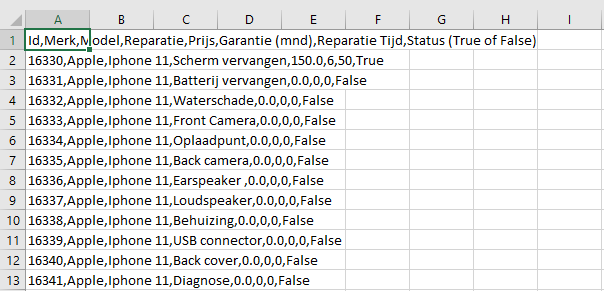 A B C D E F G H I
1 Id,Merk,Model,Reparatie,Prijs,Garantie (mnd),Reparatie Tijd,Status (True of False)
2 16330,Apple,Iphone 11,Scherm vervangen,150.0,6,50,True
3 16331,Apple,Iphone 11,Batterij vervangen,0.0,0,0,False
4 16332,Apple,Iphone 11,Waterschade,0.0,0,0,False
5 16333,Apple,Iphone 11,Front Camera,0.0,0,0,False
6 16334,Apple,Iphone 11,Oplaadpunt,0.0,0,0,False
7 16335,Apple,Iphone 11,Back camera,0.0,0,0,False
8 16336,Apple,Iphone 11,Earspeaker ,0.0,0,0,False
9 16337,Apple,Iphone 11,Loudspeaker,0.0,0,0,False
10 16338,Apple,Iphone 11,Behuizing,0.0,0,0,False
11 16339,Apple,Iphone 11,USB connector,0.0,0,0,False
12 16340,Apple,Iphone 11,Back cover,0.0,0,0,False
13 16341,Apple,Iphone 11,Diagnose,0.0,0,0,False